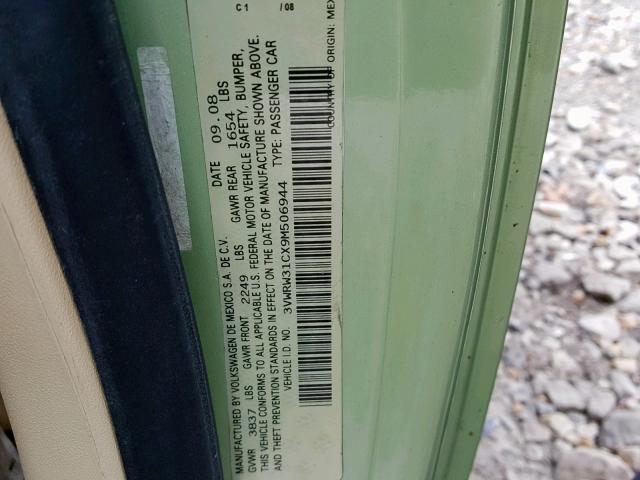 MANUFACTURED BY VOLKSWAGEN DE MEXICO S.A. DE C.V. DATE 09.08
GVWR 3837 LBS GAWR FRONT 2249 LBS GAWR REAR 1654 LBS
THIS VEHICLE CONFORMS TO ALL APPLICABLE U.S. FEDERAL MOTOR VEHICLE SAFETY, BUMPER,
AND THEFT PREVENTION STANDARDS IN EFFECT ON THE DATE OF MANUFACTURE SHOWN ABOVE.
VEHICLE I.D. NO. 3VWRW31CX9M506944 TYPE: PASSENGER CAR
C1 /08
COUNTRY OF ORIGIN: MEX